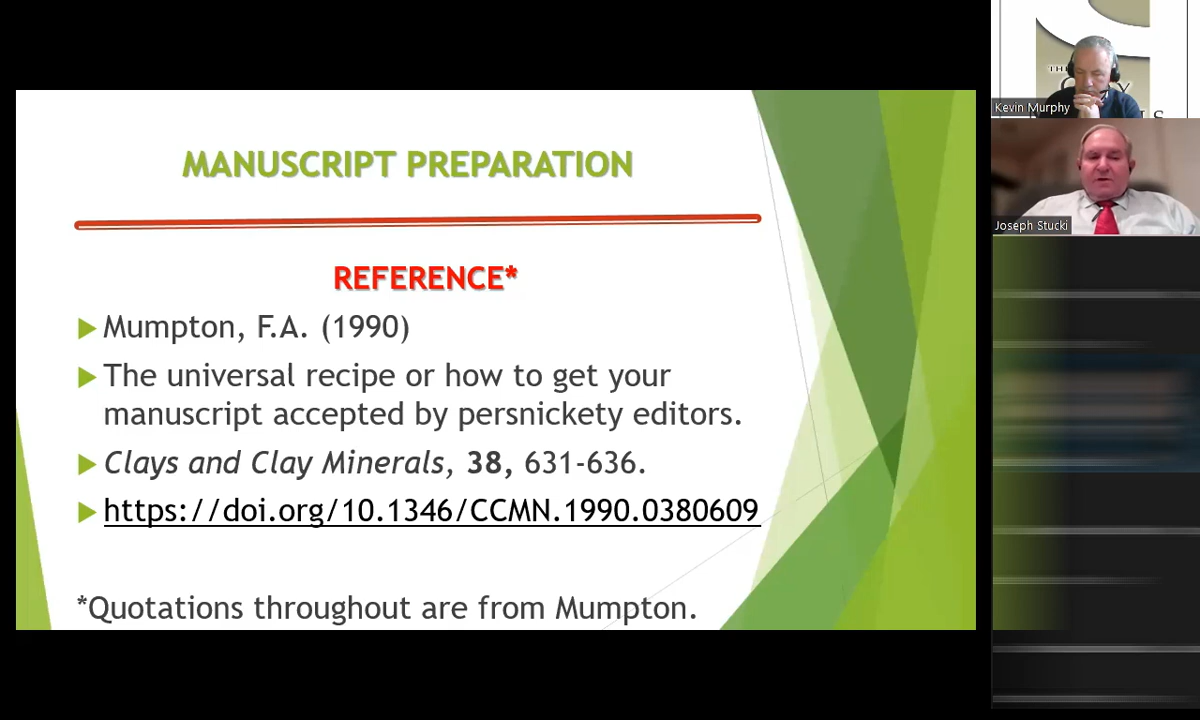 MANUSCRIPT PREPARATION
REFERENCE*
Mumpton, F.A. (1990)
The universal recipe or how to get your
manuscript accepted by persnickety editors.
Clays and Clay Minerals, 38, 631-636.
https://doi.org/10.1346/CCMN.1990.0380609
*Quotations throughout are from Mumpton.
Kevin Murphy
Joseph Stucki